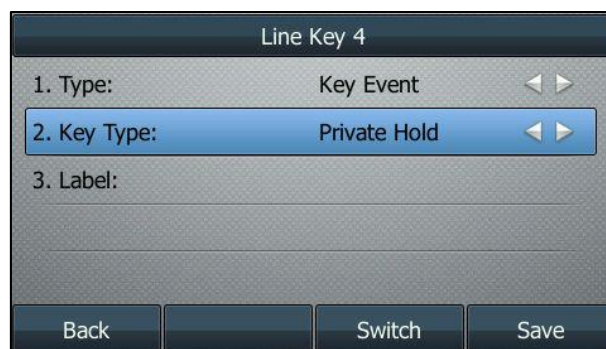 Line Key 4
1. Type: Key Event
2. Key Type: Private Hold
3. Label:
Back Switch Save